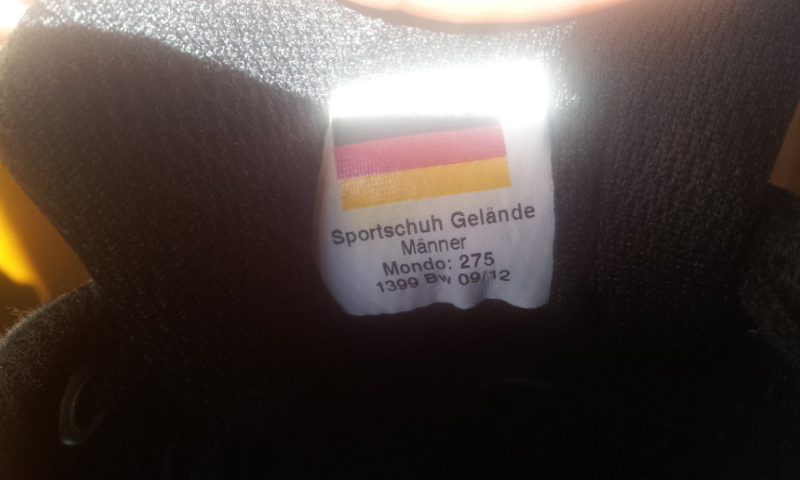 Sportschuh Gelände
Männer
Mondo: 275
1399 Bw 09/12